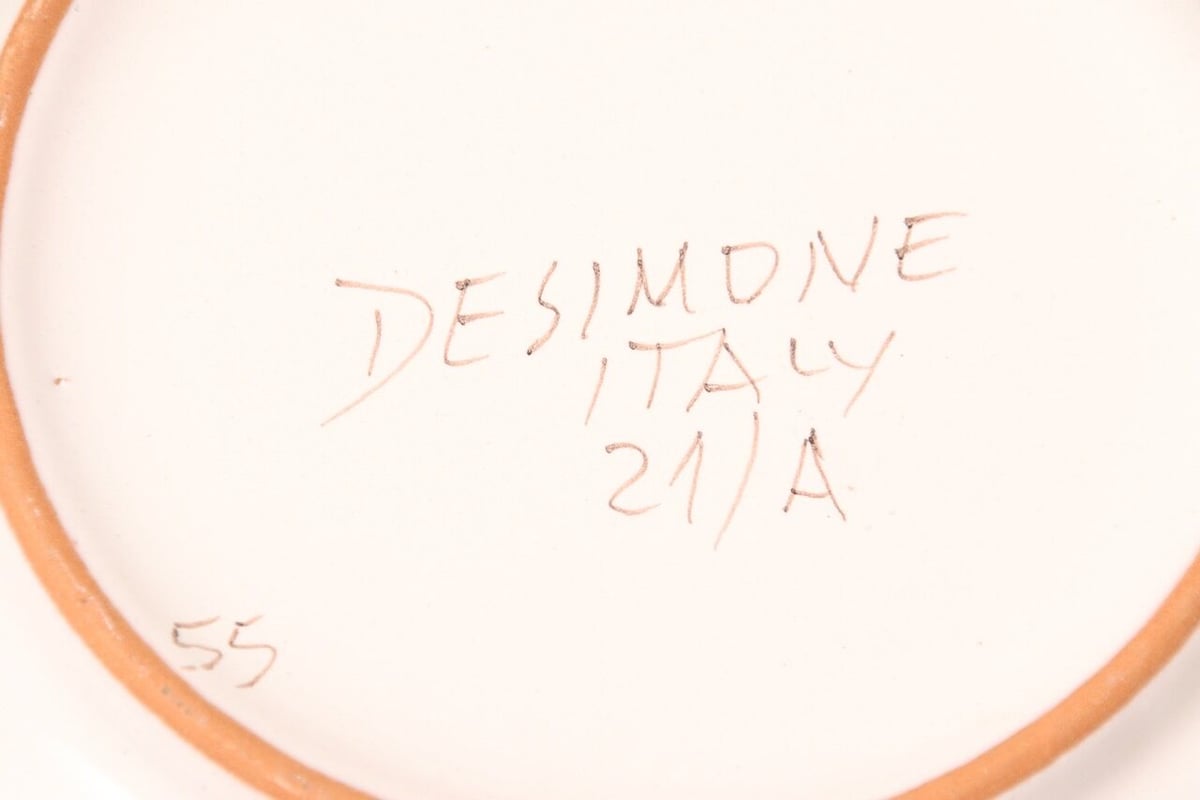 DESIMONE
ITALY
21/A
55